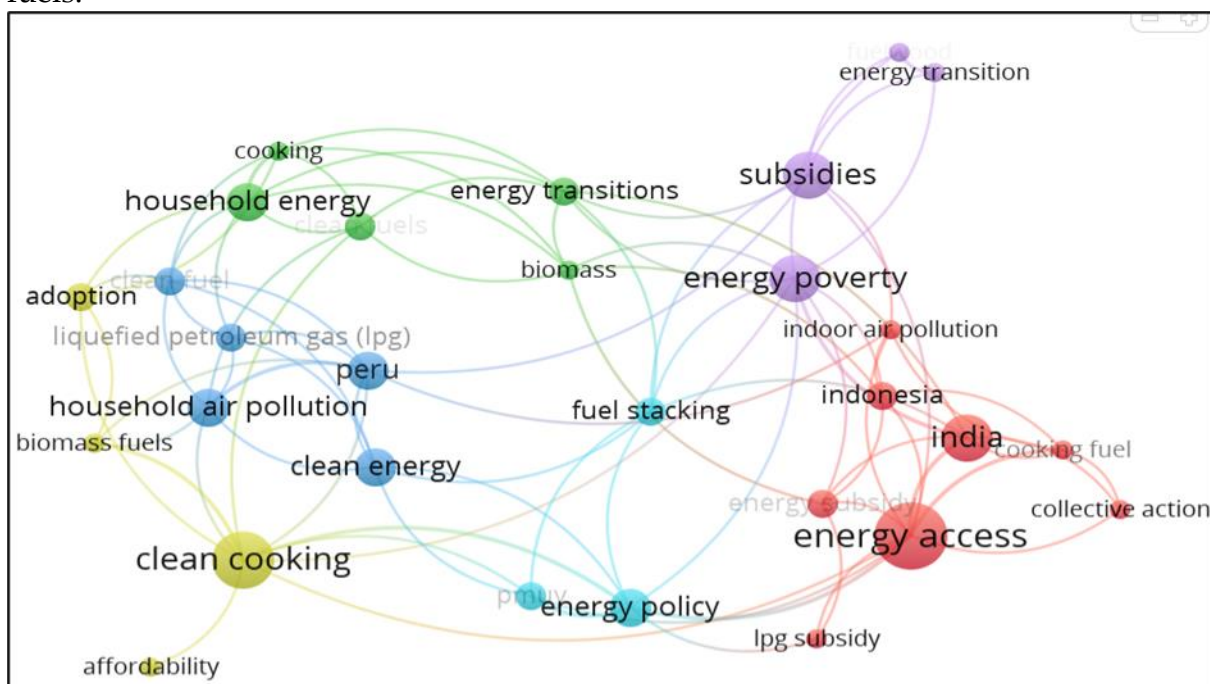 fuels.
fuelwood
energy transition
cooking
subsidies
household energy
energy transitions
clean fuels
biomass
energy poverty
clean fuel
adoption
indoor air pollution
liquefied petroleum gas (lpg)
peru
indonesia
household air pollution
fuel stacking
biomass fuels
india
cooking fuel
clean energy
energy subsidy
collective action
energy access
clean cooking
pmuy
energy policy
lpg subsidy
affordability